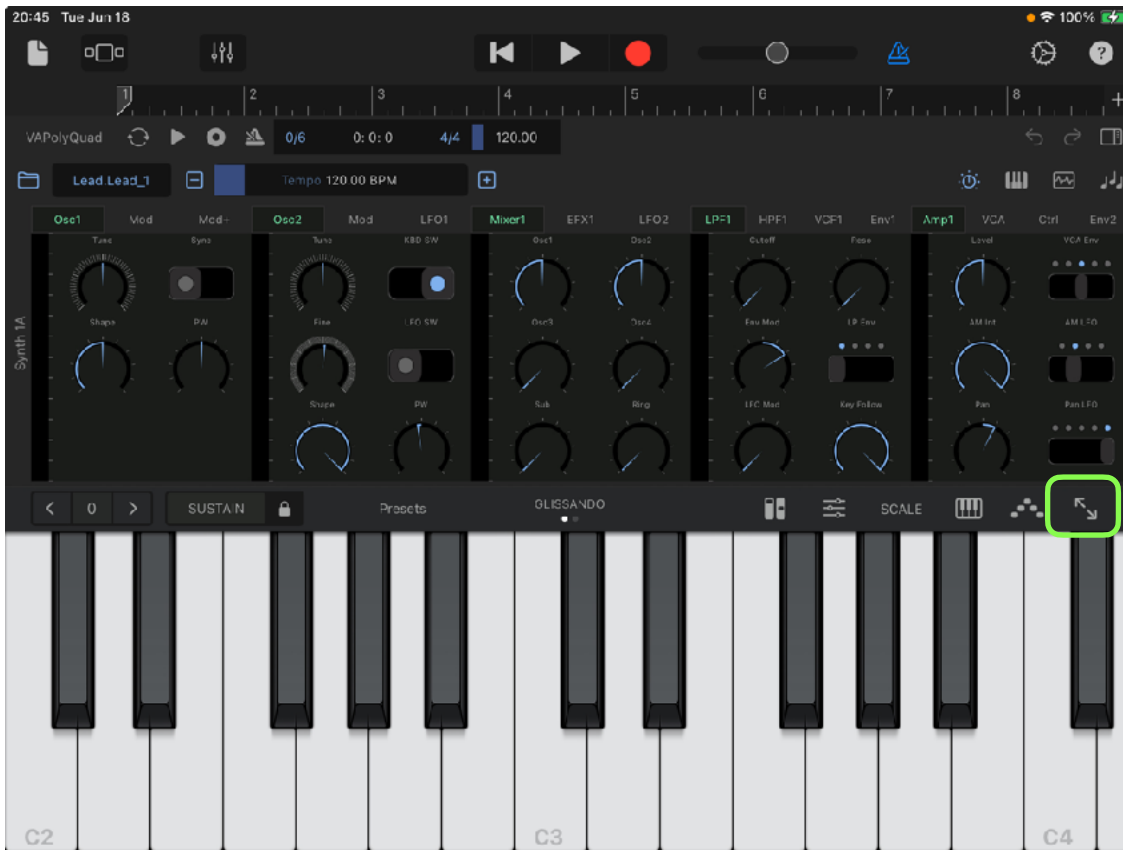 20:45 Tue Jun 18 100%
1 2 3 4 5 6 7 8 +
VAPolyQuad 0/6 0: 0: 0 4/4 120.00
Lead.Lead_1 Tempo 120.00 BPM
Osc1 Mod Mod+ Osc2 Mod LFO1 Mixer1 EFX1 LFO2 LPF1 HPF1 VCF1 Env1 Amp1 VCA Ctrl Env2
Tune Sync Tune KBD SW Osc1 Osc2 Cutoff Reso Level VCA Env
Synth 1A
Shape PW Fine LFO SW Osc3 Osc4 Env Mod LP Env AM Int AM LFO
Shape PW Sub Ring LFO Mod Key Follow Pan Pan LFO
< 0 > SUSTAIN Presets GLISSANDO SCALE
C2 C3 C4